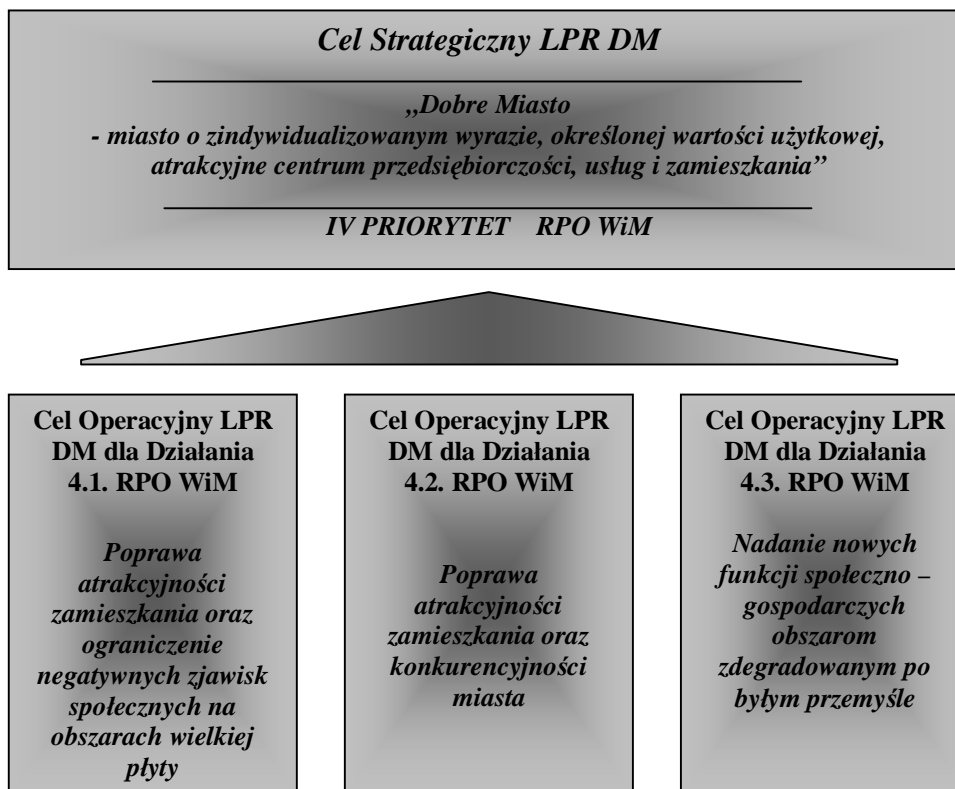 Cel Strategiczny LPR DM
„Dobre Miasto
- miasto o zindywidualizowanym wyrazie, określonej wartości użytkowej,
atrakcyjne centrum przedsiębiorczości, usług i zamieszkania”
IV PRIORYTET RPO WiM
Cel Operacyjny LPR
DM dla Działania
4.1. RPO WiM
Poprawa
atrakcyjności
zamieszkania oraz
ograniczenie
negatywnych zjawisk
społecznych na
obszarach wielkiej
płyty
Cel Operacyjny LPR
DM dla Działania
4.2. RPO WiM
Poprawa
atrakcyjności
zamieszkania oraz
konkurencyjności
miasta
Cel Operacyjny LPR
DM dla Działania
4.3. RPO WiM
Nadanie nowych
funkcji społeczno –
gospodarczych
obszarom
zdegradowanym po
byłym przemyśle